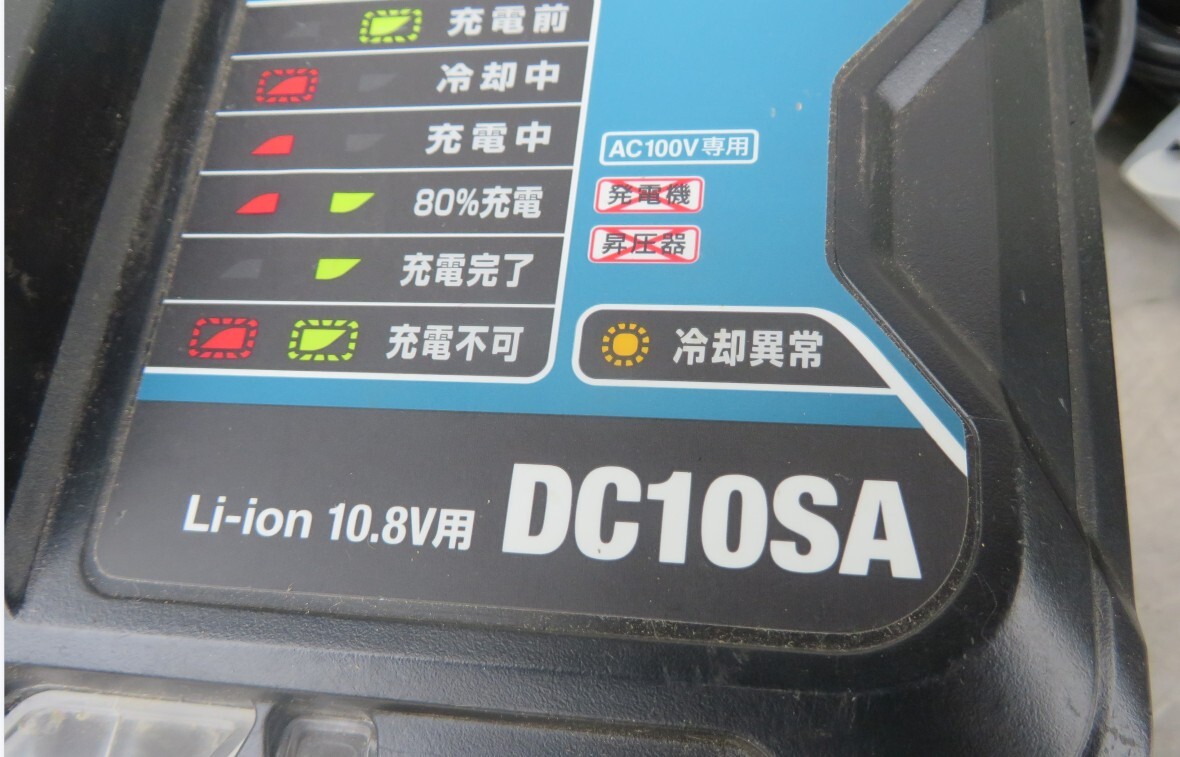 充電前
冷却中
充電中
80%充電
充電完了
充電不可
AC100V専用
発電機
昇圧器
冷却異常
Li-ion 10.8V用 DC10SA